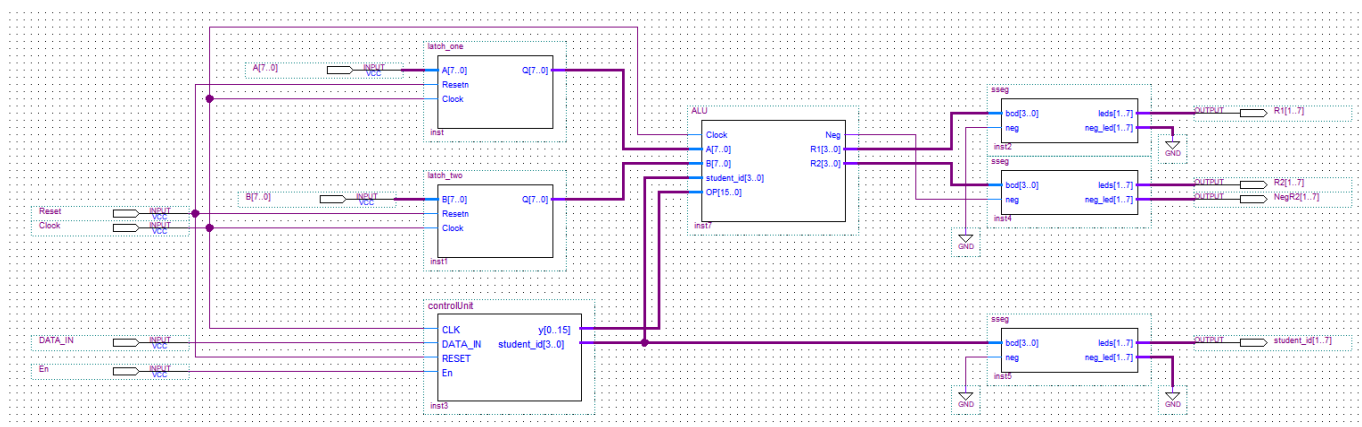 latch_one
A[7..0] INPUT VCC
A[7..0] Q[7..0]
Resetn
Clock
inst
latch_two
B[7..0] INPUT VCC
B[7..0] Q[7..0]
Resetn
Clock
inst1
Reset INPUT VCC
Clock INPUT VCC
controlUnit
CLK y[0..15]
DATA_IN student_id[3..0]
RESET
En
inst3
DATA_IN INPUT VCC
En INPUT VCC
ALU
Clock Neg
A[7..0] R1[3..0]
B[7..0] R2[3..0]
student_id[3..0]
OP[15..0]
inst7
sseg
bcd[3..0] leds[1..7]
neg neg_led[1..7]
inst2
OUTPUT R1[1..7]
GND
sseg
bcd[3..0] leds[1..7]
neg neg_led[1..7]
inst4
OUTPUT R2[1..7]
OUTPUT NegR2[1..7]
GND
sseg
bcd[3..0] leds[1..7]
neg neg_led[1..7]
inst5
OUTPUT student_id[1..7]
GND
GND